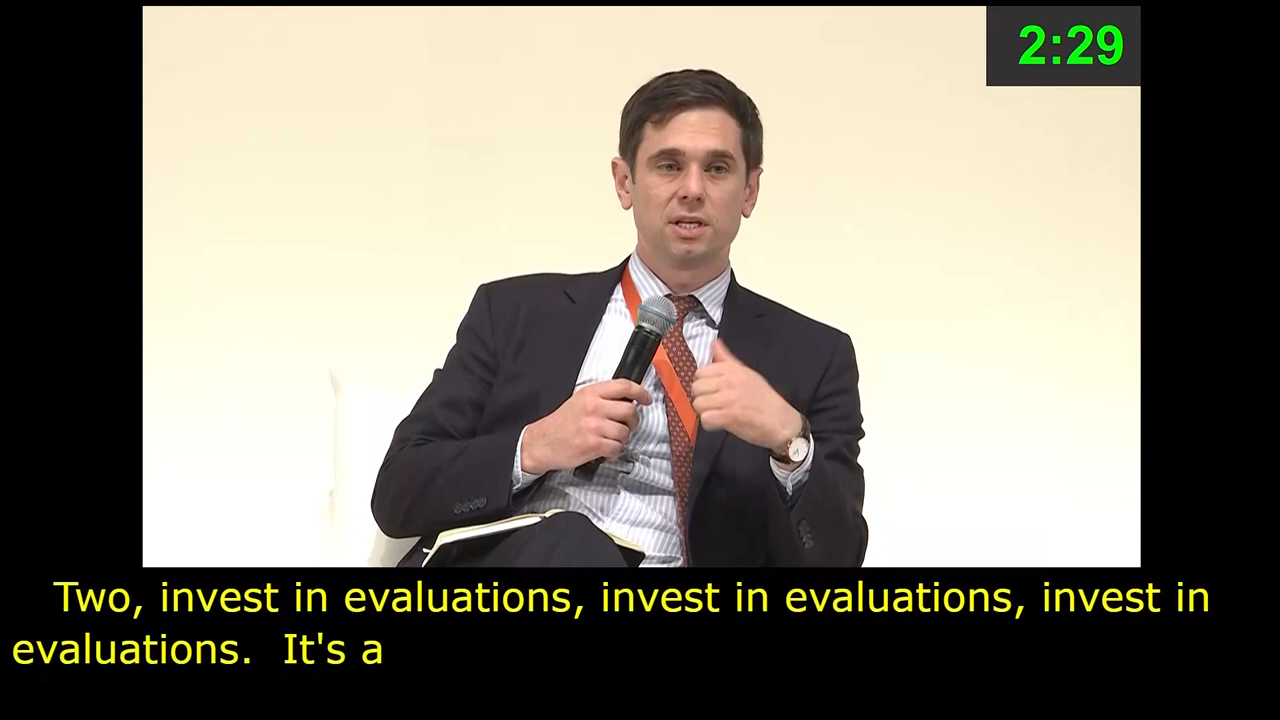 2:29
Two, invest in evaluations, invest in evaluations, invest in
evaluations.  It's a